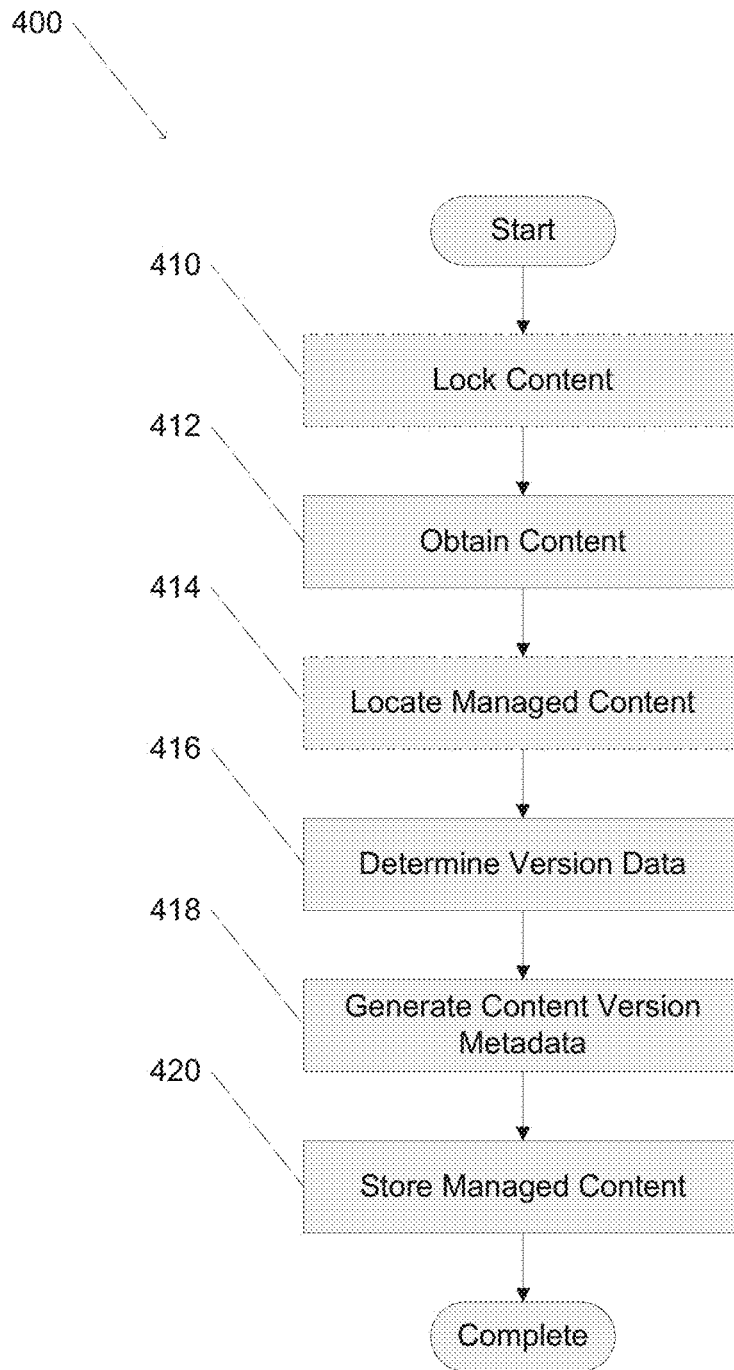 400
Start
410
Lock Content
412
Obtain Content
414
Locate Managed Content
416
Determine Version Data
418
Generate Content Version
Metadata
420
Store Managed Content
Complete